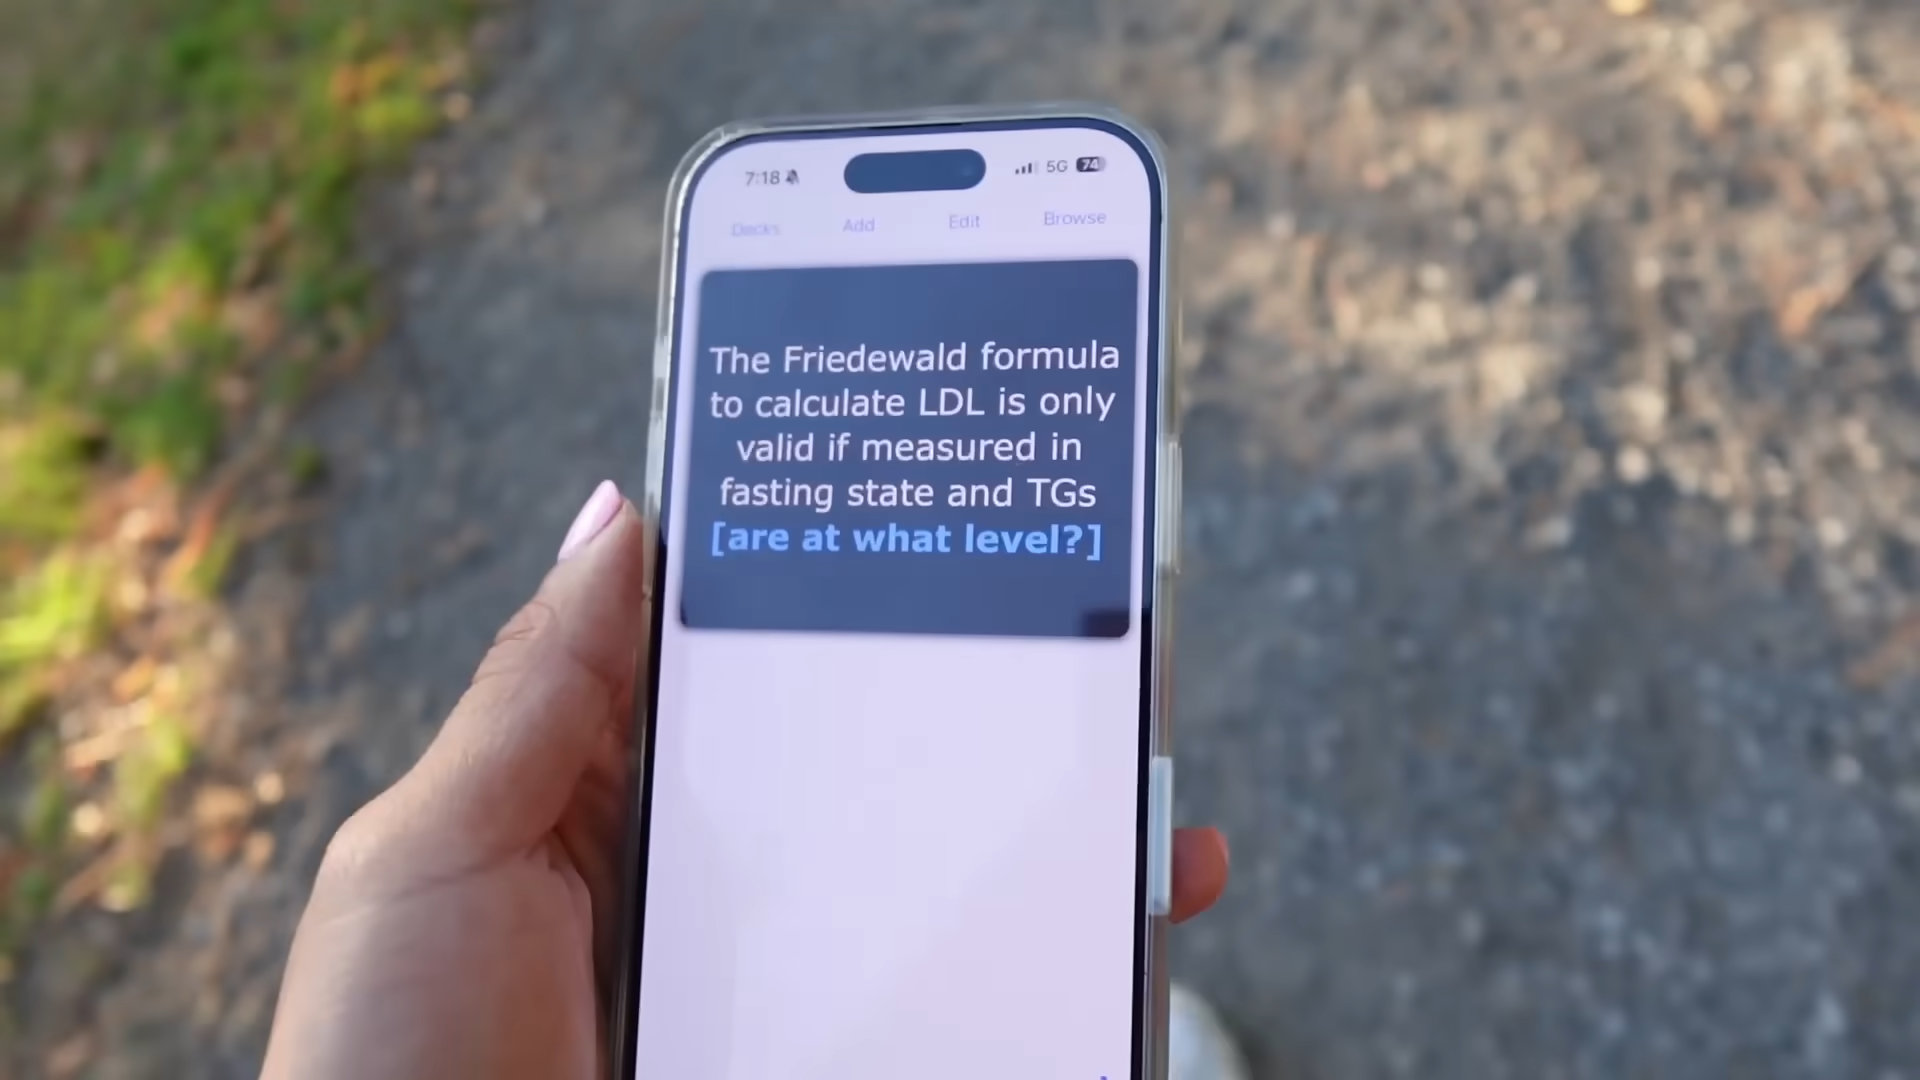 7:18
5G 74
Decks Add Edit Browse
The Friedewald formula
to calculate LDL is only
valid if measured in
fasting state and TGs
[are at what level?]